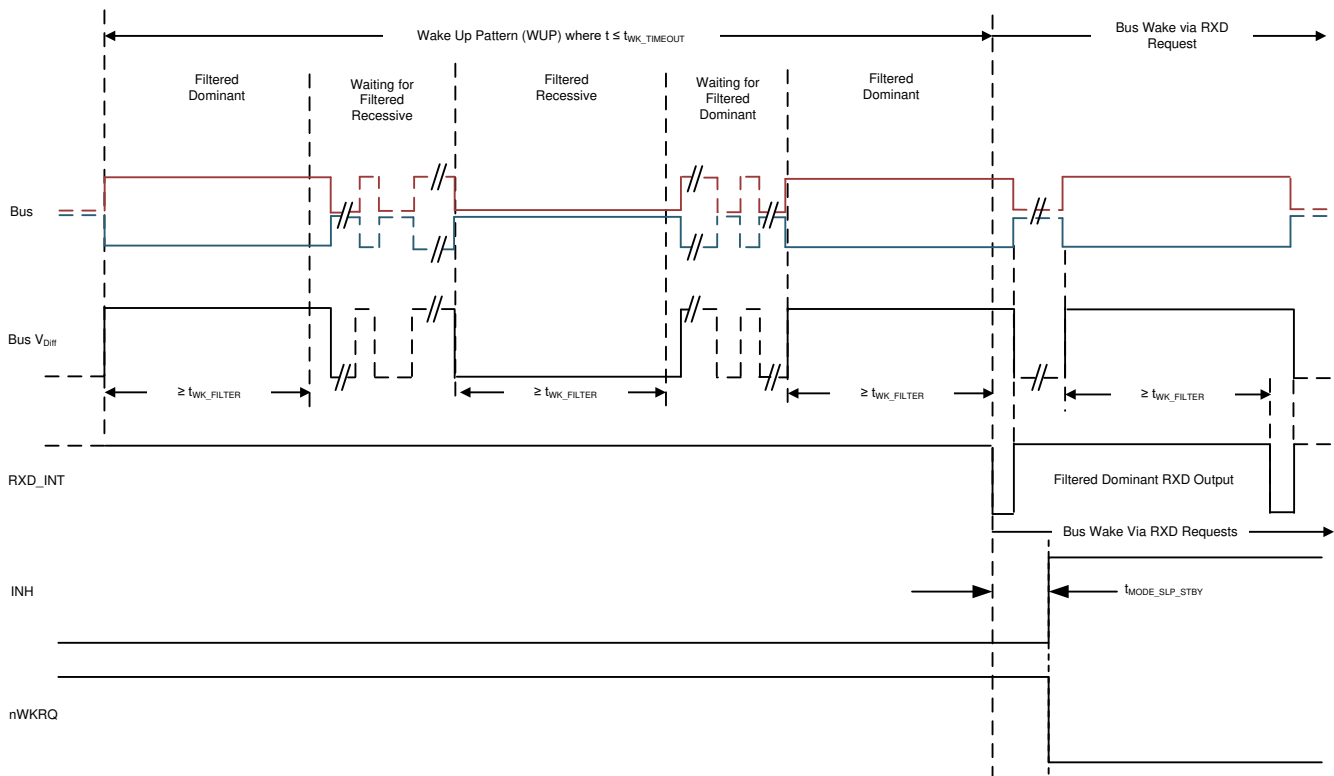 Wake Up Pattern (WUP) where t ≤ tWK_TIMEOUT
Bus Wake via RXD
Request
Filtered
Dominant
Waiting for
Filtered
Recessive
Filtered
Recessive
Waiting for
Filtered
Dominant
Filtered
Dominant
Bus
Bus VDiff
≥ tWK_FILTER
≥ tWK_FILTER
≥ tWK_FILTER
≥ tWK_FILTER
RXD_INT
Filtered Dominant RXD Output
Bus Wake Via RXD Requests
INH
tMODE_SLP_STBY
nWKRQ